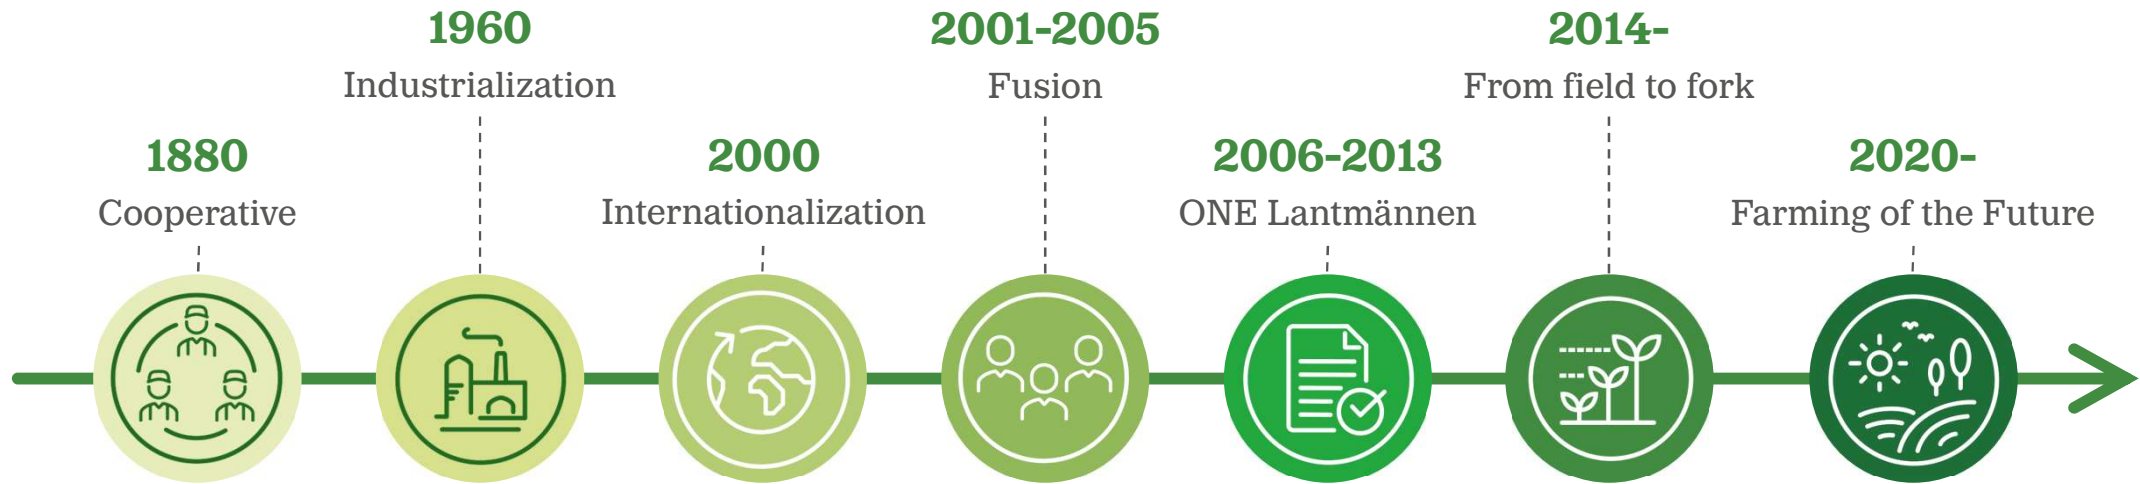 1880
Cooperative
1960
Industrialization
2000
Internationalization
2001-2005
Fusion
2006-2013
ONE Lantmännen
2014-
From field to fork
2020-
Farming of the Future